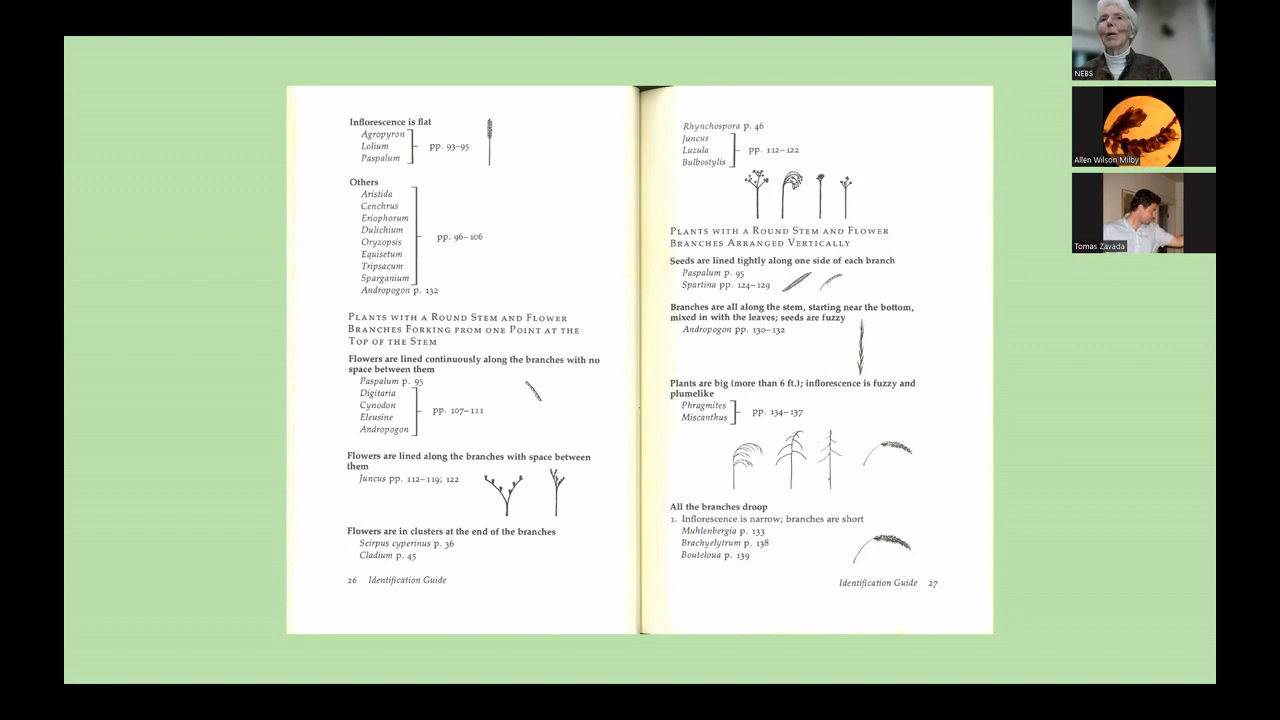 Inflorescence is flat
Agropyron
Lolium
Paspalum
pp. 93–95
Others
Aristida
Cenchrus
Eriophorum
Dulichium
Oryzopsis
Equisetum
Tripsacum
Sparganium
pp. 96–106
Andropogon p. 132
PLANTS WITH A ROUND STEM AND FLOWER
BRANCHES FORKING FROM ONE POINT AT THE
TOP OF THE STEM
Flowers are lined continuously along the branches with no
space between them
Paspalum p. 95
Digitaria
Cynodon
Eleusine
Andropogon
pp. 107–111
Flowers are lined along the branches with space between
them
Juncus pp. 112–119; 122
Flowers are in clusters at the end of the branches
Scirpus cyperinus p. 36
Cladium p. 45
26 Identification Guide
Rhynchospora p. 46
Juncus
Luzula
Bulbostylis
pp. 112–122
PLANTS WITH A ROUND STEM AND FLOWER
BRANCHES ARRANGED VERTICALLY
Seeds are lined tightly along one side of each branch
Paspalum p. 95
Spartina pp. 124–129
Branches are all along the stem, starting near the bottom,
mixed in with the leaves; seeds are fuzzy
Andropogon pp. 130–132
Plants are big (more than 6 ft.); inflorescence is fuzzy and
plumelike
Phragmites
Miscanthus
pp. 134–137
All the branches droop
1. Inflorescence is narrow; branches are short
Muhlenbergia p. 133
Brachyelytrum p. 138
Bouteloua p. 139
Identification Guide 27
NEBS
Allen Wilson Milby
Tomas Zavada